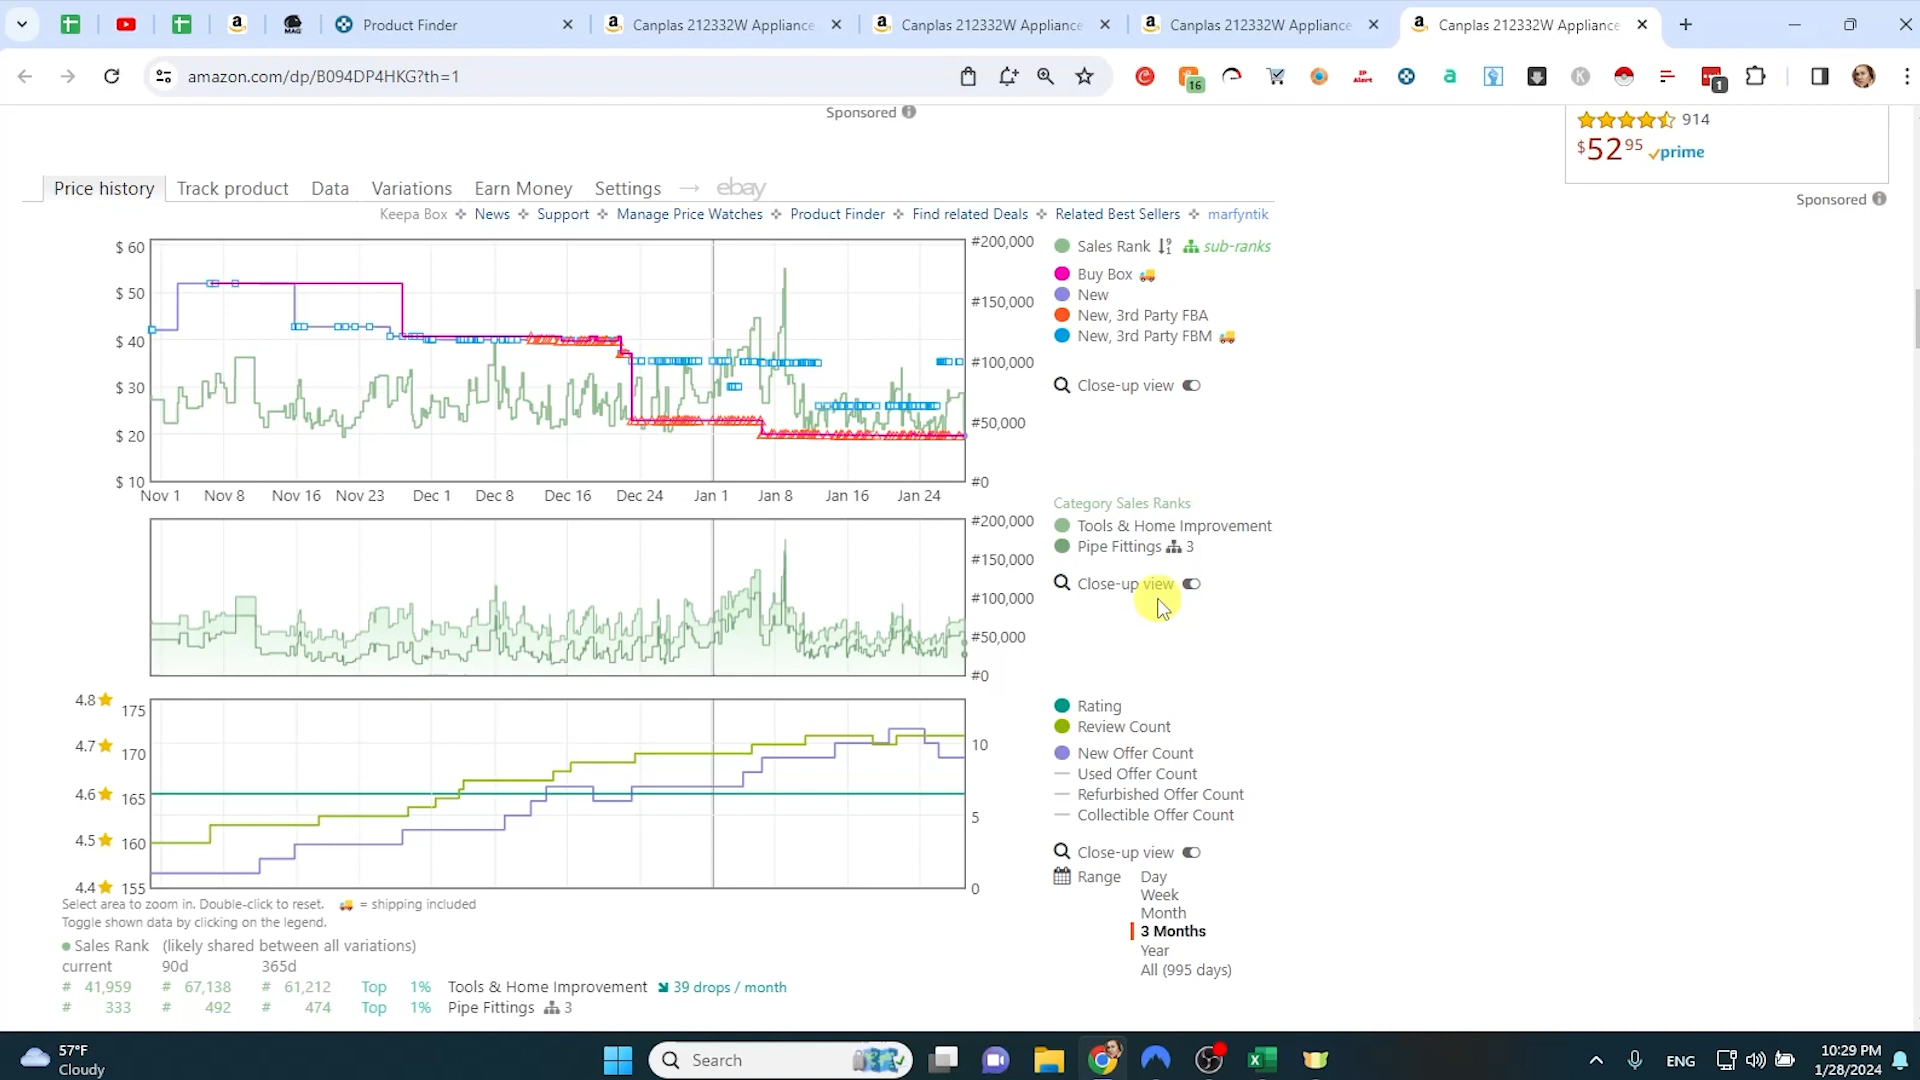 Product Finder
Canplas 212332W Appliance
Canplas 212332W Appliance
Canplas 212332W Appliance
Canplas 212332W Appliance
amazon.com/dp/B094DP4HKG?th=1
16
1
Sponsored
914
$52 95 prime
Sponsored
Price history Track product Data Variations Earn Money Settings → ebay
Keepa Box News Support Manage Price Watches Product Finder Find related Deals Related Best Sellers marfyntik
$ 60
$ 50
$ 40
$ 30
$ 20
$ 10
#200,000
#150,000
#100,000
#50,000
#0
Nov 1 Nov 8 Nov 16 Nov 23 Dec 1 Dec 8 Dec 16 Dec 24 Jan 1 Jan 8 Jan 16 Jan 24
Sales Rank sub-ranks
Buy Box
New
New, 3rd Party FBA
New, 3rd Party FBM
Close-up view
#200,000
#150,000
#100,000
#50,000
#0
Category Sales Ranks
Tools & Home Improvement
Pipe Fittings 3
Close-up view
4.8 175
4.7 170
4.6 165
4.5 160
4.4 155
10
5
0
Rating
Review Count
New Offer Count
Used Offer Count
Refurbished Offer Count
Collectible Offer Count
Close-up view
Range Day
Week
Month
3 Months
Year
All (995 days)
Select area to zoom in. Double-click to reset. = shipping included
Toggle shown data by clicking on the legend.
Sales Rank (likely shared between all variations)
current 90d 365d
# 41,959 # 67,138 # 61,212 Top 1% Tools & Home Improvement 39 drops / month
# 333 # 492 # 474 Top 1% Pipe Fittings 3
57°F
Cloudy
Search
ENG
10:29 PM
1/28/2024